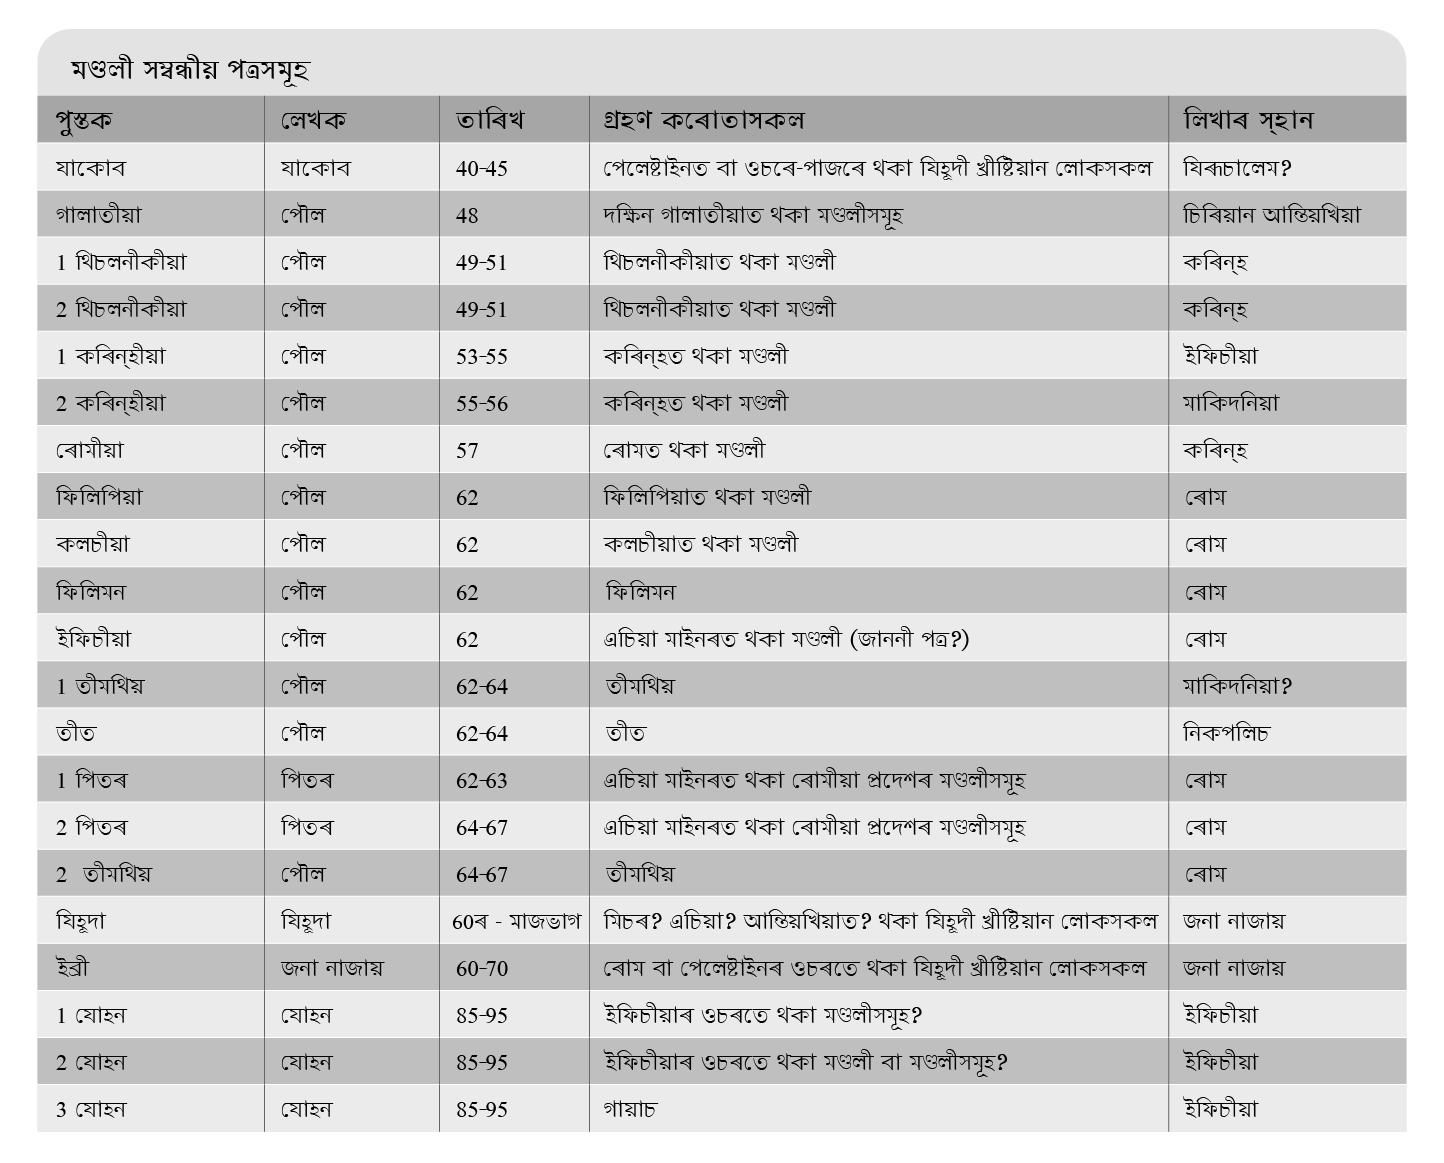 মণ্ডলী সম্বন্ধীয় পত্ৰসমূহ
পুস্তক লেখক তাৰিখ গ্ৰহণ কৰোতাসকল লিখাৰ স্হান
যাকোব যাকোব 40-45 পেলেষ্টাইনত বা ওচৰে-পাজৰে থকা যিহূদী খ্ৰীষ্টিয়ান লোকসকল যিৰূচালেম?
গালাতীয়া পৌল 48 দক্ষিন গালাতীয়াত থকা মণ্ডলীসমূহ চিৰিয়ান আন্তিয়খিয়া
1 থিচলনীকীয়া পৌল 49-51 থিচলনীকীয়াত থকা মণ্ডলী কৰিন্হ
2 থিচলনীকীয়া পৌল 49-51 থিচলনীকীয়াত থকা মণ্ডলী কৰিন্হ
1 কৰিন্হীয়া পৌল 53-55 কৰিন্হত থকা মণ্ডলী ইফিচীয়া
2 কৰিন্হীয়া পৌল 55-56 কৰিন্হত থকা মণ্ডলী মাকিদনিয়া
ৰোমীয়া পৌল 57 ৰোমত থকা মণ্ডলী কৰিন্হ
ফিলিপিয়া পৌল 62 ফিলিপিয়াত থকা মণ্ডলী ৰোম
কলচীয়া পৌল 62 কলচীয়াত থকা মণ্ডলী ৰোম
ফিলিমন পৌল 62 ফিলিমন ৰোম
ইফিচীয়া পৌল 62 এচিয়া মাইনৰত থকা মণ্ডলী (জাননী পত্ৰ?) ৰোম
1 তীমথিয় পৌল 62-64 তীমথিয় মাকিদনিয়া?
তীত পৌল 62-64 তীত নিকপলিচ
1 পিতৰ পিতৰ 62-63 এচিয়া মাইনৰত থকা ৰোমীয়া প্ৰদেশৰ মণ্ডলীসমূহ ৰোম
2 পিতৰ পিতৰ 64-67 এচিয়া মাইনৰত থকা ৰোমীয়া প্ৰদেশৰ মণ্ডলীসমূহ ৰোম
2 তীমথিয় পৌল 64-67 তীমথিয় ৰোম
যিহূদা যিহূদা 60ৰ - মাজভাগ মিচৰ? এচিয়া? আন্তিয়খিয়াত? থকা যিহূদী খ্ৰীষ্টিয়ান লোকসকল জনা নাজায়
ইব্ৰী জনা নাজায় 60-70 ৰোম বা পেলেষ্টাইনৰ ওচৰতে থকা যিহূদী খ্ৰীষ্টিয়ান লোকসকল জনা নাজায়
1 যোহন যোহন 85-95 ইফিচীয়াৰ ওচৰতে থকা মণ্ডলীসমূহ? ইফিচীয়া
2 যোহন যোহন 85-95 ইফিচীয়াৰ ওচৰতে থকা মণ্ডলী বা মণ্ডলীসমূহ? ইফিচীয়া
3 যোহন যোহন 85-95 গায়াচ ইফিচীয়া